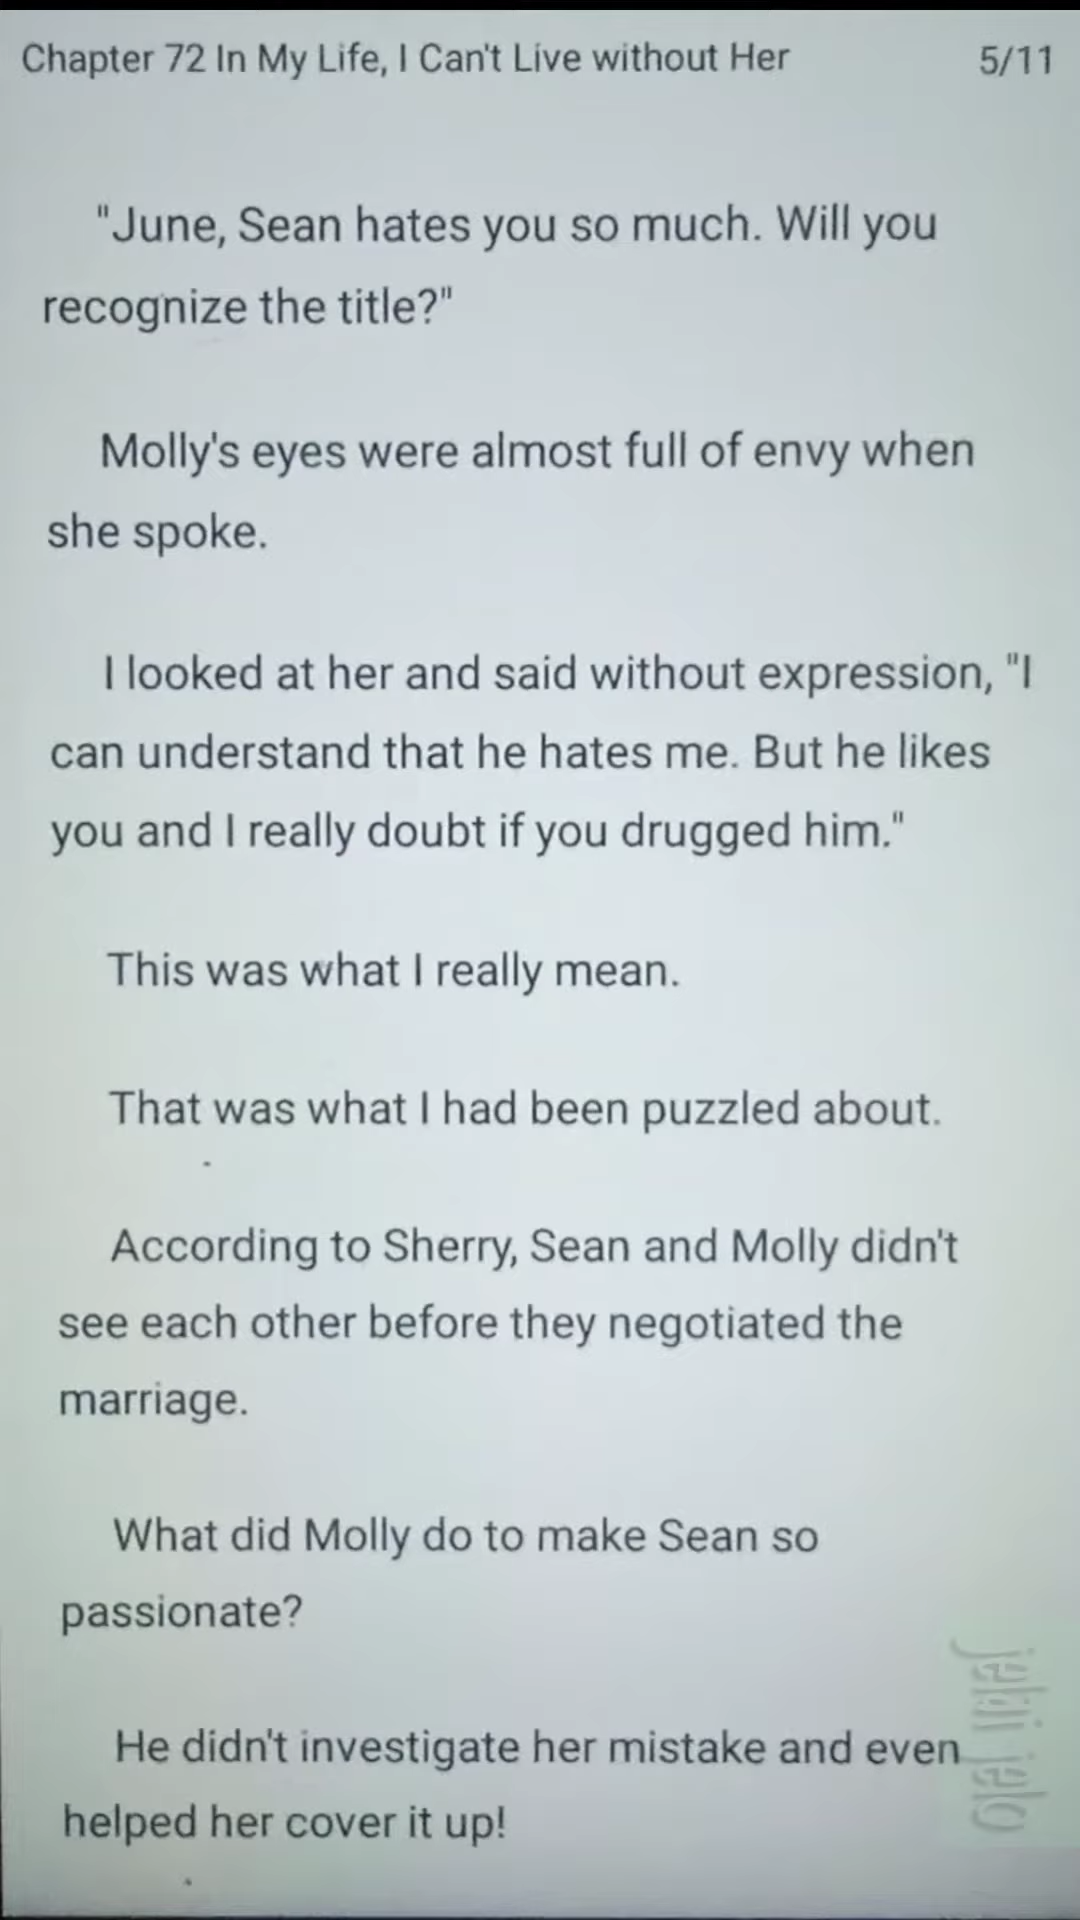 Chapter 72 In My Life, I Can't Live without Her 5/11
"June, Sean hates you so much. Will you
recognize the title?"
Molly's eyes were almost full of envy when
she spoke.
I looked at her and said without expression, "I
can understand that he hates me. But he likes
you and I really doubt if you drugged him."
This was what I really mean.
That was what I had been puzzled about.
According to Sherry, Sean and Molly didn't
see each other before they negotiated the
marriage.
What did Molly do to make Sean so
passionate?
He didn't investigate her mistake and even
helped her cover it up!